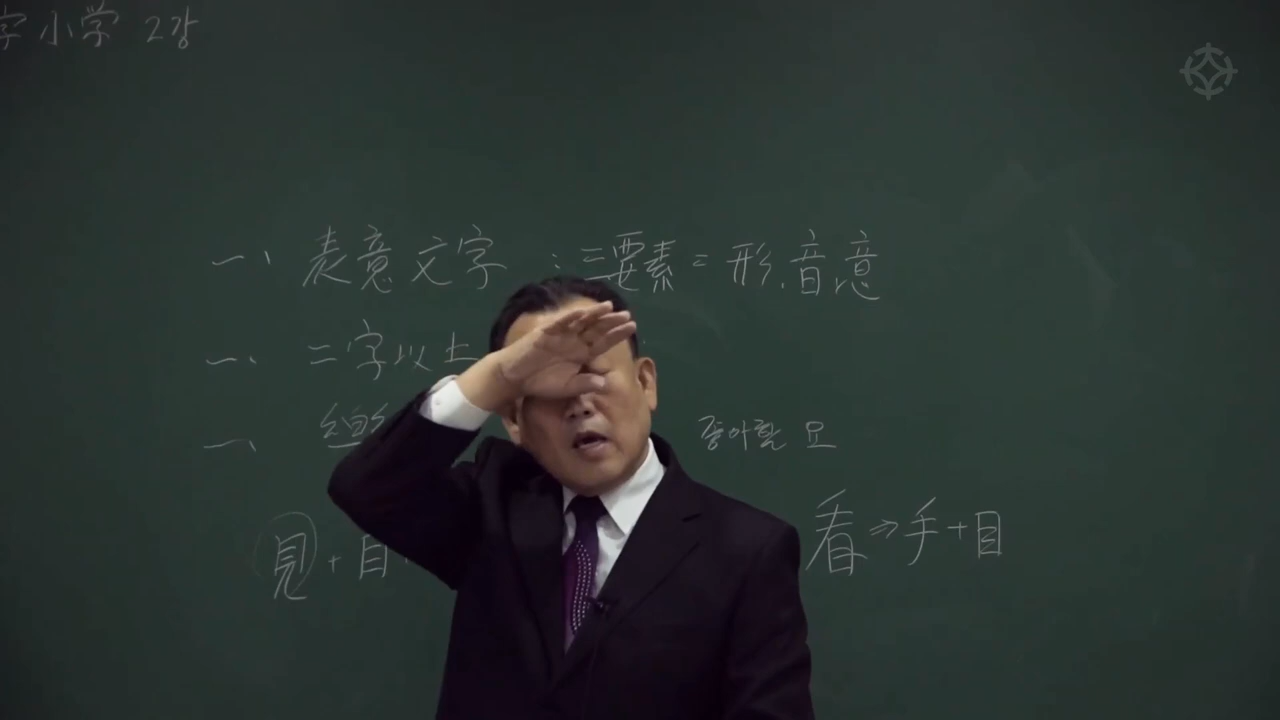 字小学 2강
一、 表意文字 : 三要素 = 形.音意
一、 二字以上
一、 좋아할 요
見 + 目 看 ⇒ 手 + 目